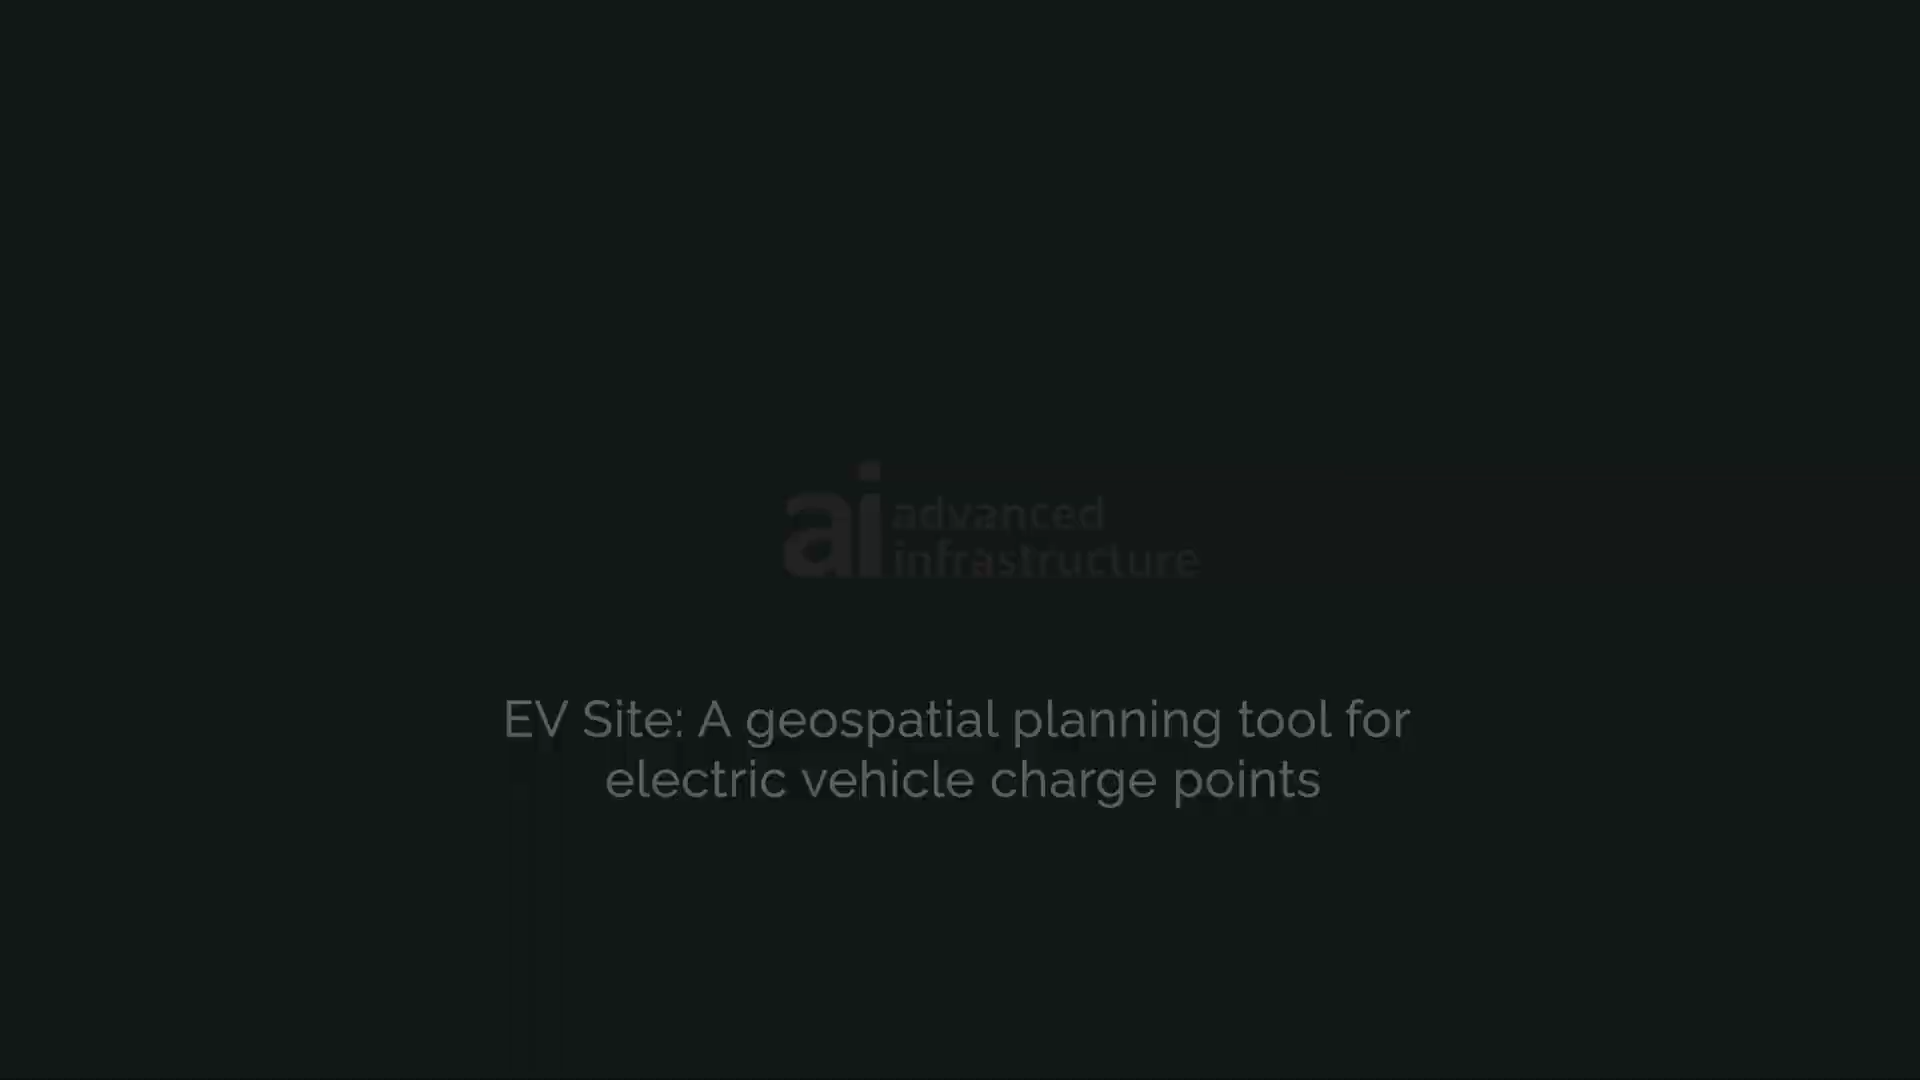 ai advanced
infrastructure
EV Site: A geospatial planning tool for
electric vehicle charge points